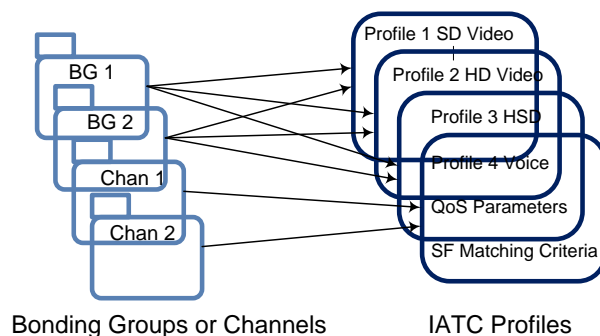 BG 1
BG 2
Chan 1
Chan 2
Profile 1 SD Video
Profile 2 HD Video
Profile 3 HSD
Profile 4 Voice
QoS Parameters
SF Matching Criteria
Bonding Groups or Channels
IATC Profiles